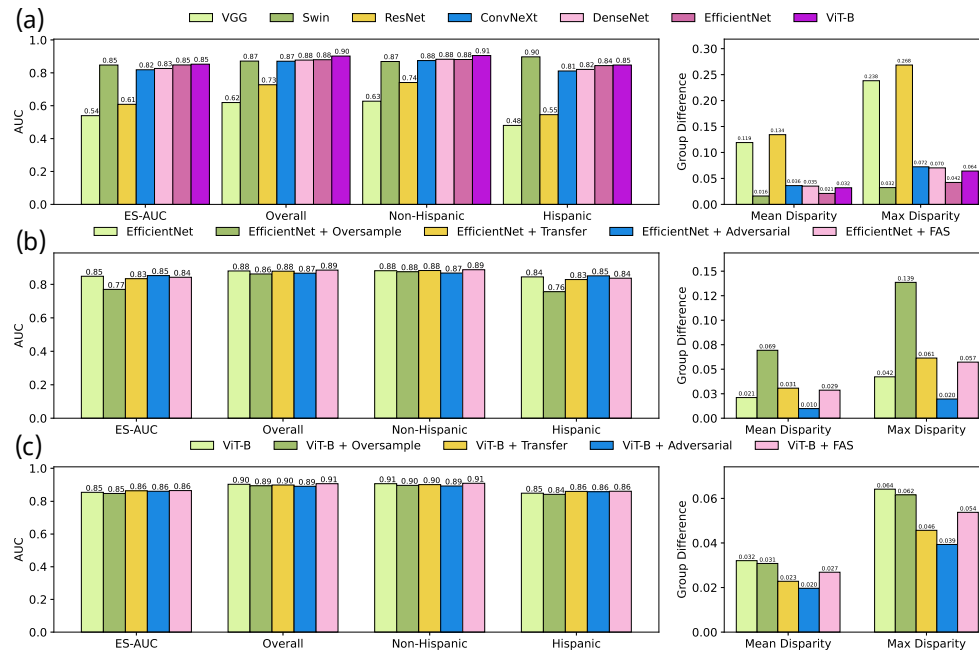 (a)
VGG Swin ResNet ConvNeXt DenseNet EfficientNet ViT-B
1.0
0.8
0.6
0.4
0.2
0.0
AUC
0.54 0.85 0.61 0.82 0.83 0.85 0.85
0.62 0.87 0.73 0.87 0.88 0.88 0.90
0.63 0.87 0.74 0.88 0.88 0.88 0.91
0.48 0.90 0.55 0.81 0.82 0.84 0.85
ES-AUC Overall Non-Hispanic Hispanic
0.30
0.25
0.20
0.15
0.10
0.05
0.00
Group Difference
0.119 0.016 0.134 0.036 0.035 0.021 0.032
0.238 0.032 0.268 0.072 0.070 0.042 0.064
Mean Disparity Max Disparity
(b)
EfficientNet EfficientNet + Oversample EfficientNet + Transfer EfficientNet + Adversarial EfficientNet + FAS
0.8
0.6
0.4
0.2
0.0
AUC
0.85 0.77 0.83 0.85 0.84
0.88 0.86 0.88 0.87 0.89
0.88 0.88 0.88 0.87 0.89
0.84 0.76 0.83 0.85 0.84
ES-AUC Overall Non-Hispanic Hispanic
0.15
0.12
0.10
0.08
0.05
0.03
0.00
Group Difference
0.021 0.069 0.031 0.010 0.029
0.042 0.139 0.061 0.020 0.057
Mean Disparity Max Disparity
(c)
ViT-B ViT-B + Oversample ViT-B + Transfer ViT-B + Adversarial ViT-B + FAS
1.0
0.8
0.6
0.4
0.2
0.0
AUC
0.85 0.85 0.86 0.86 0.86
0.90 0.89 0.90 0.89 0.91
0.91 0.90 0.90 0.89 0.91
0.85 0.84 0.86 0.86 0.86
ES-AUC Overall Non-Hispanic Hispanic
0.06
0.04
0.02
0.00
Group Difference
0.032 0.031 0.023 0.020 0.027
0.064 0.062 0.046 0.039 0.054
Mean Disparity Max Disparity